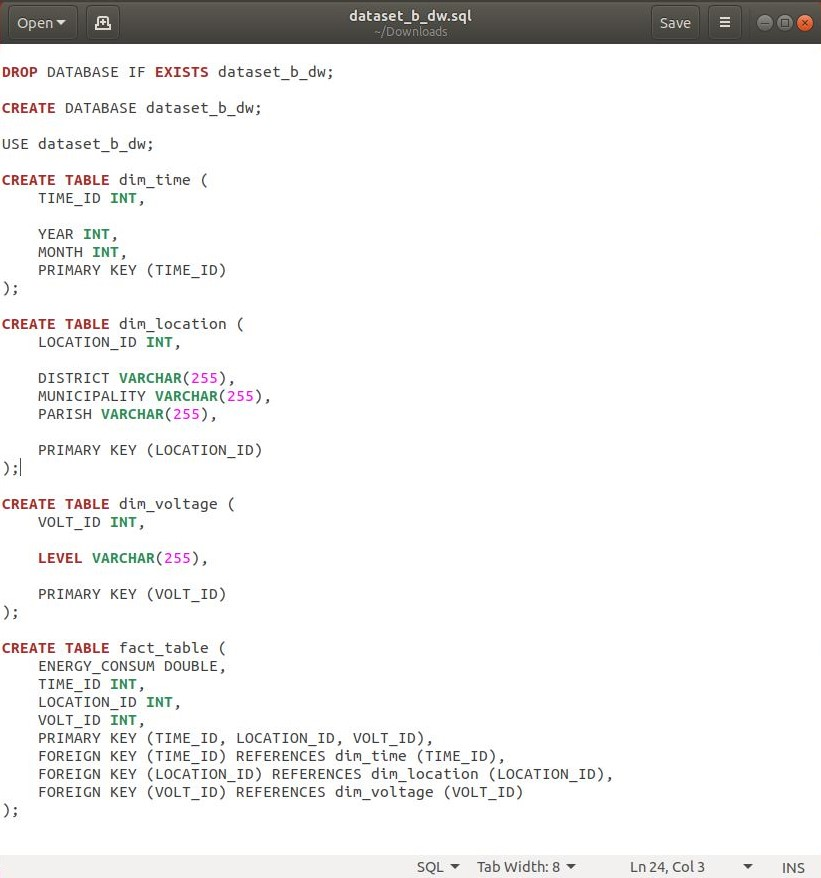 Open
dataset_b_dw.sql
~/Downloads
Save
DROP DATABASE IF EXISTS dataset_b_dw;
CREATE DATABASE dataset_b_dw;
USE dataset_b_dw;
CREATE TABLE dim_time (
TIME_ID INT,
YEAR INT,
MONTH INT,
PRIMARY KEY (TIME_ID)
);
CREATE TABLE dim_location (
LOCATION_ID INT,
DISTRICT VARCHAR(255),
MUNICIPALITY VARCHAR(255),
PARISH VARCHAR(255),
PRIMARY KEY (LOCATION_ID)
);
CREATE TABLE dim_voltage (
VOLT_ID INT,
LEVEL VARCHAR(255),
PRIMARY KEY (VOLT_ID)
);
CREATE TABLE fact_table (
ENERGY_CONSUM DOUBLE,
TIME_ID INT,
LOCATION_ID INT,
VOLT_ID INT,
PRIMARY KEY (TIME_ID, LOCATION_ID, VOLT_ID),
FOREIGN KEY (TIME_ID) REFERENCES dim_time (TIME_ID),
FOREIGN KEY (LOCATION_ID) REFERENCES dim_location (LOCATION_ID),
FOREIGN KEY (VOLT_ID) REFERENCES dim_voltage (VOLT_ID)
);
SQL Tab Width: 8 Ln 24, Col 3 INS